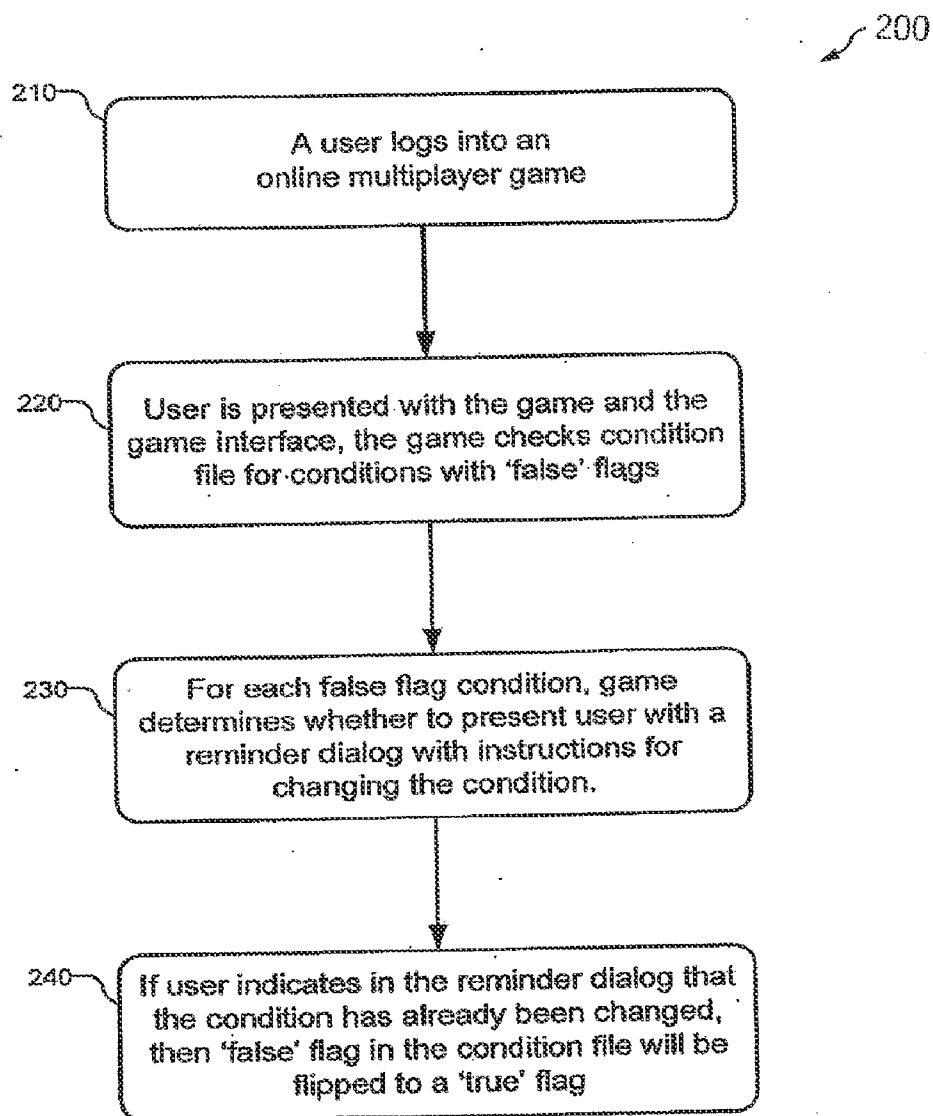 200
210
A user logs into an
online multiplayer game
220
User is presented with the game and the
game interface, the game checks condition
file for conditions with 'false' flags
230
For each false flag condition, game
determines whether to present user with a
reminder dialog with instructions for
changing the condition.
240
If user indicates in the reminder dialog that
the condition has already been changed,
then 'false' flag in the condition file will be
flipped to a 'true' flag